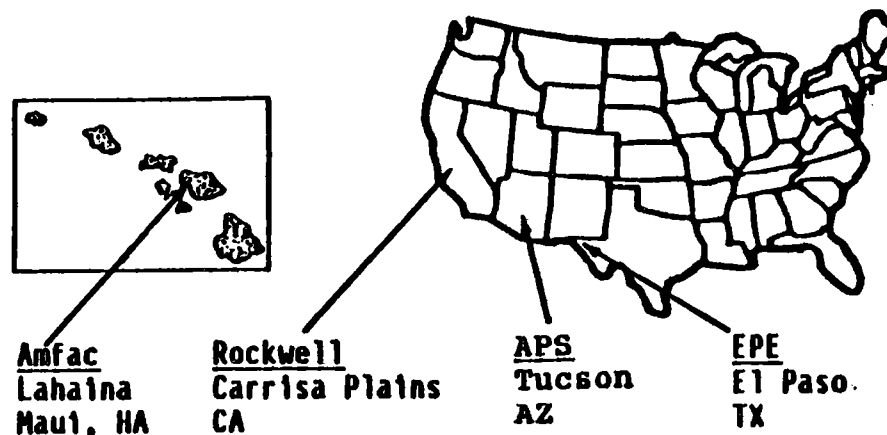 Amfac
Lahaina
Maui, HA
Rockwell
Carrisa Plains
CA
APS
Tucson
AZ
EPE
El Paso
TX